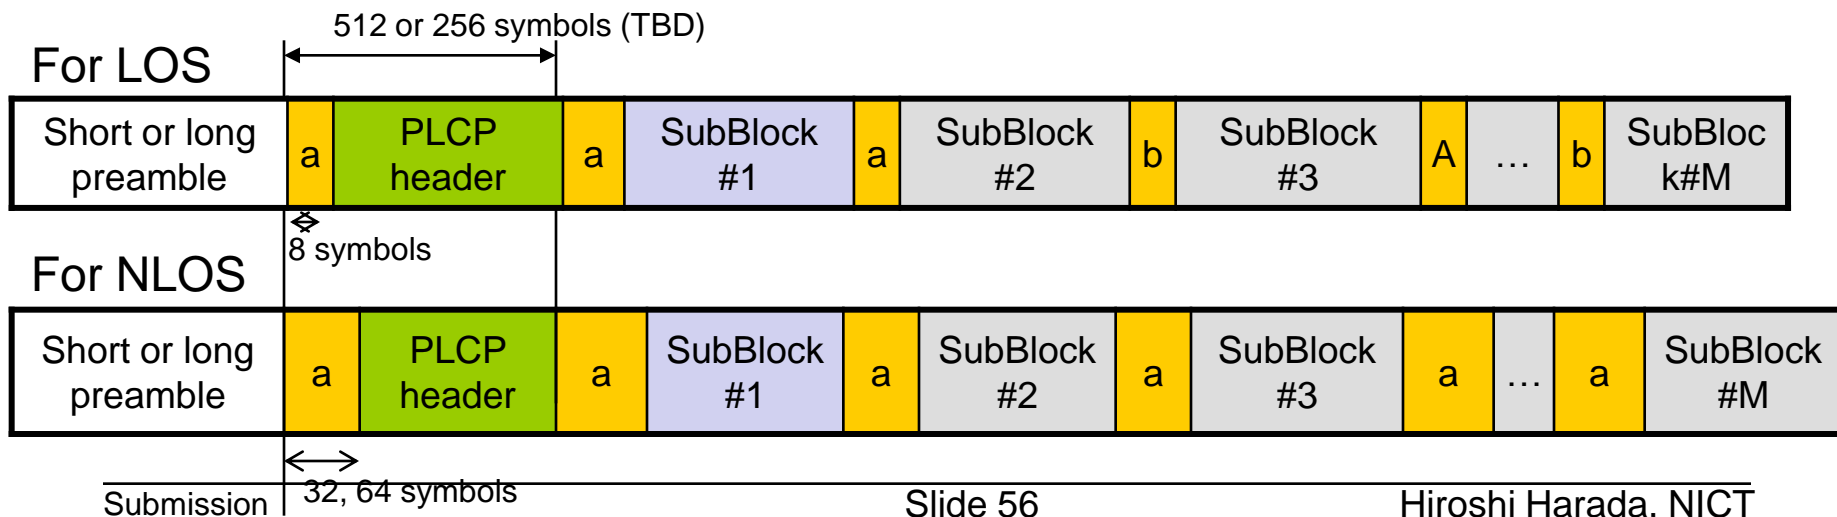 512 or 256 symbols (TBD)
For LOS
Short or long
preamble
a
PLCP
header
a
SubBlock
#1
a
SubBlock
#2
b
SubBlock
#3
A
...
b
SubBloc
k#M
8 symbols
For NLOS
Short or long
preamble
a
PLCP
header
a
SubBlock
#1
a
SubBlock
#2
a
SubBlock
#3
a
...
a
SubBlock
#M
32, 64 symbols
Submission
Slide 56
Hiroshi Harada, NICT